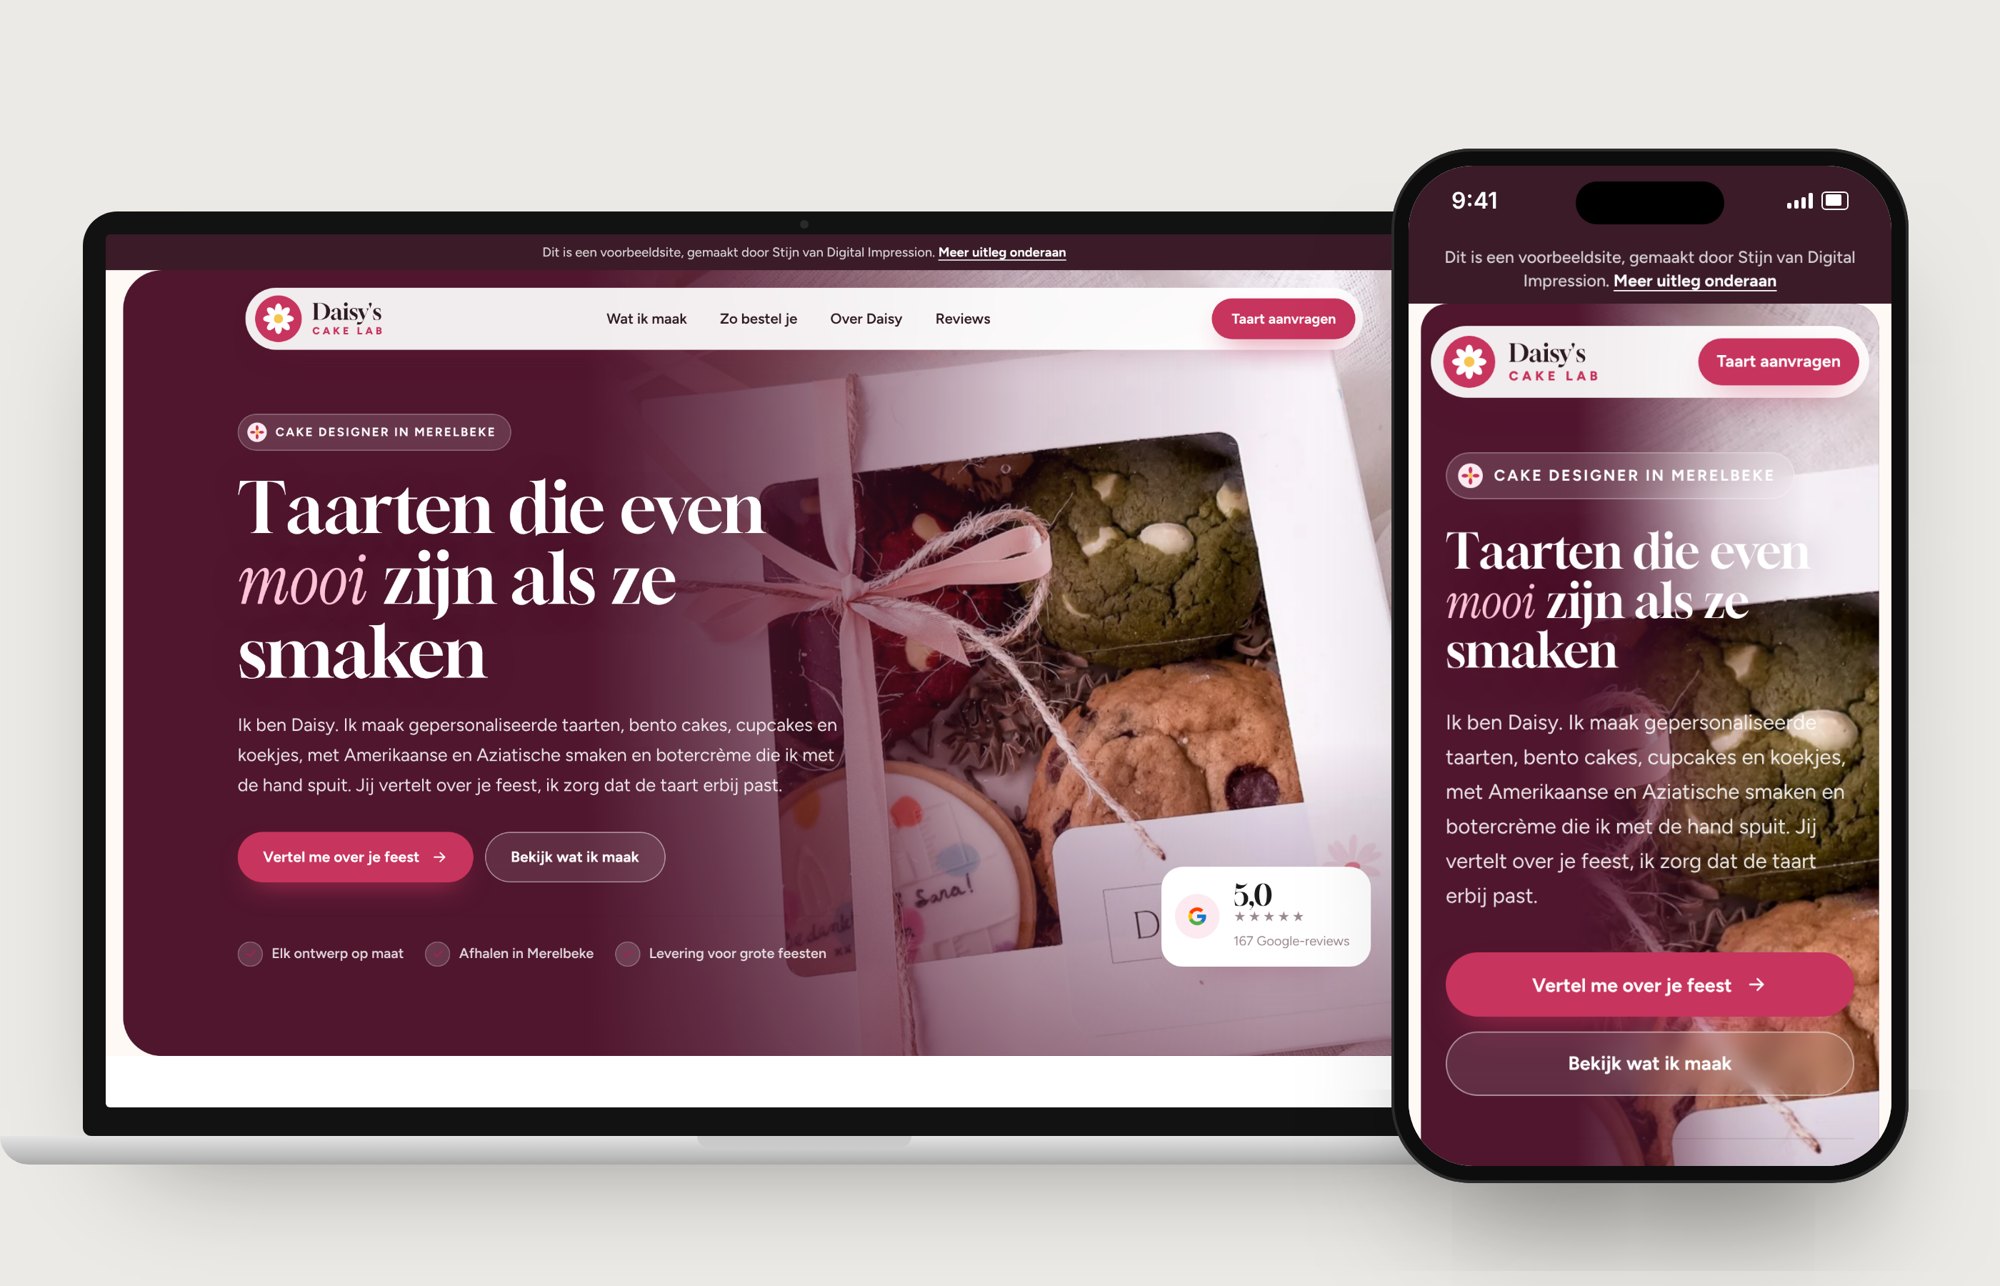 Dit is een voorbeeldsite, gemaakt door Stijn van Digital Impression. Meer uitleg onderaan
Daisy's
CAKE LAB
Wat ik maak
Zo bestel je
Over Daisy
Reviews
Taart aanvragen
CAKE DESIGNER IN MERELBEKE
Taarten die even
mooi zijn als ze
smaken
Ik ben Daisy. Ik maak gepersonaliseerde taarten, bento cakes, cupcakes en
koekjes, met Amerikaanse en Aziatische smaken en botercrème die ik met
de hand spuit. Jij vertelt over je feest, ik zorg dat de taart erbij past.
Vertel me over je feest →
Bekijk wat ik maak
Elk ontwerp op maat
Afhalen in Merelbeke
Levering voor grote feesten
Sara!
D
G
5,0
★★★★★
167 Google-reviews
9:41
Dit is een voorbeeldsite, gemaakt door Stijn van Digital
Impression. Meer uitleg onderaan
Daisy's
CAKE LAB
Taart aanvragen
CAKE DESIGNER IN MERELBEKE
Taarten die even
mooi zijn als ze
smaken
Ik ben Daisy. Ik maak gepersonaliseerde
taarten, bento cakes, cupcakes en koekjes,
met Amerikaanse en Aziatische smaken en
botercrème die ik met de hand spuit. Jij
vertelt over je feest, ik zorg dat de taart
erbij past.
Vertel me over je feest →
Bekijk wat ik maak